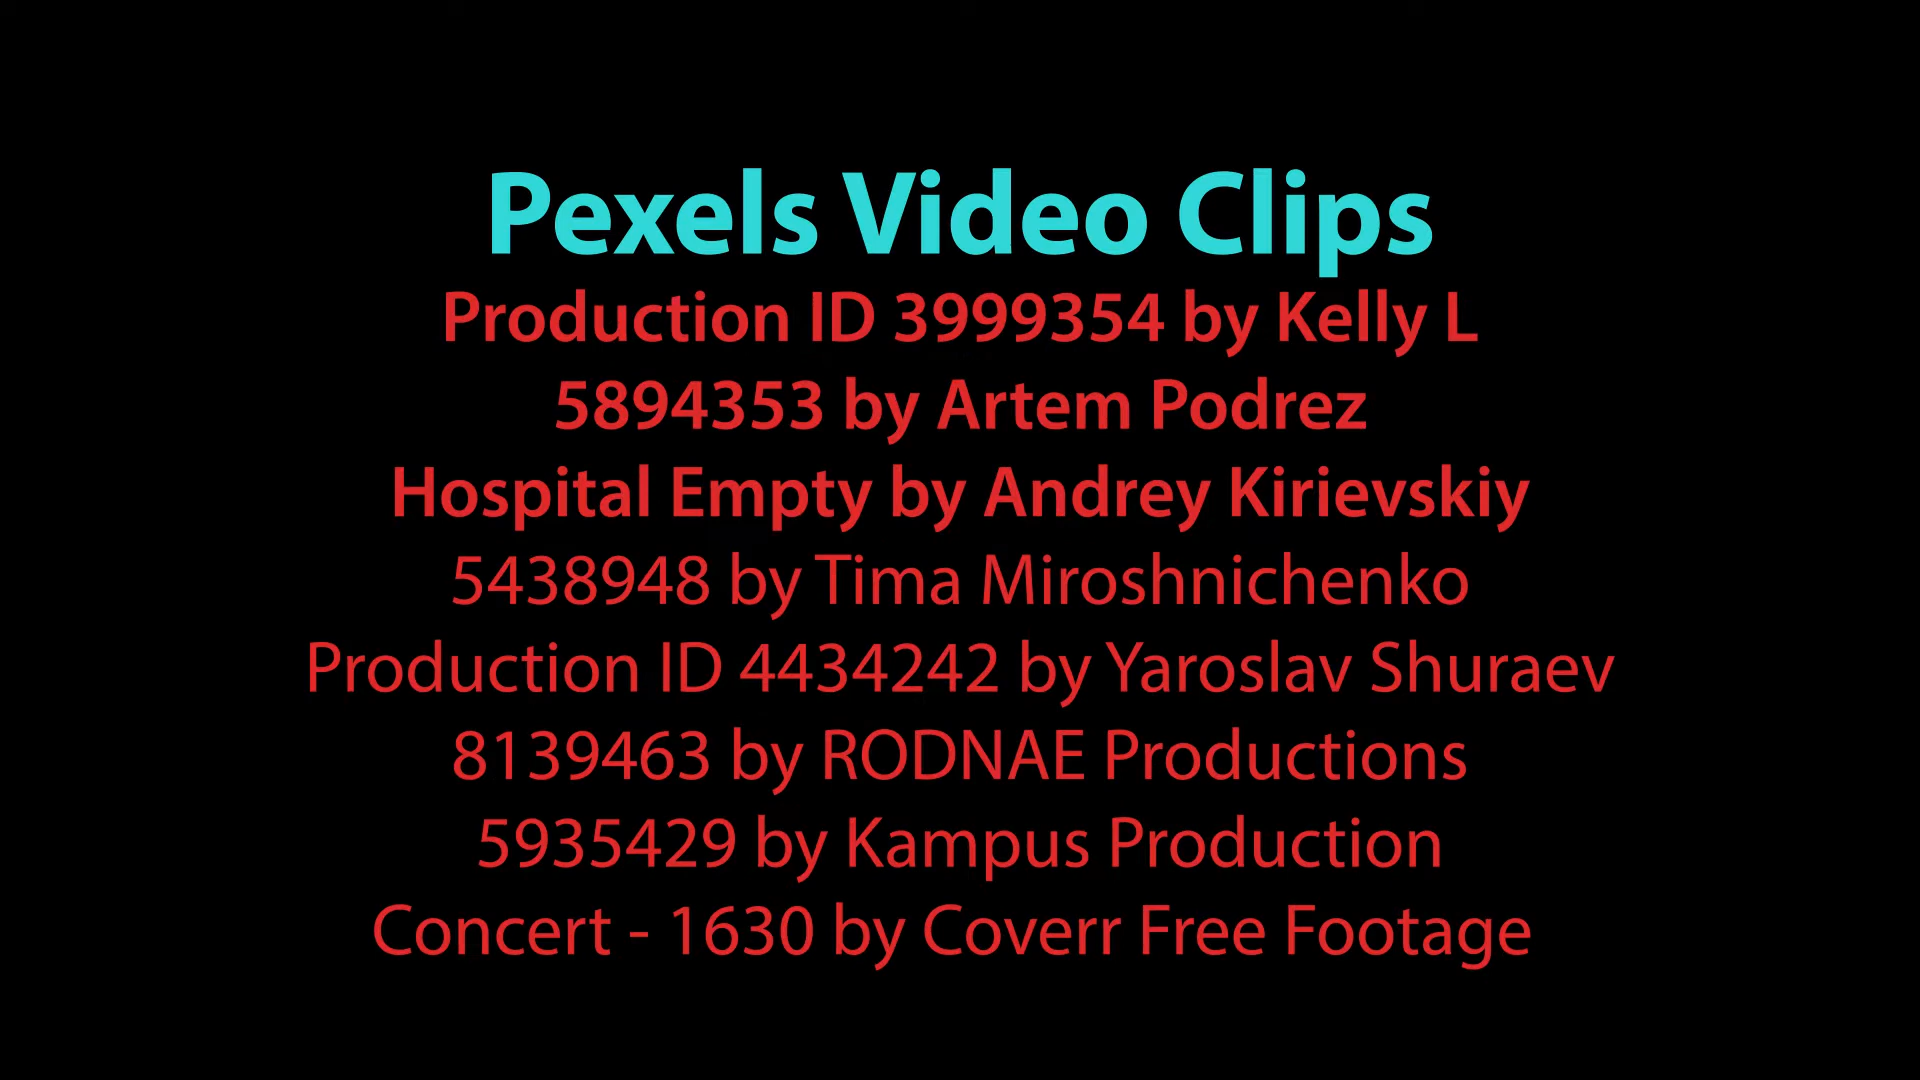 Pexels Video Clips
Production ID 3999354 by Kelly L
5894353 by Artem Podrez
Hospital Empty by Andrey Kirievskiy
5438948 by Tima Miroshnichenko
Production ID 4434242 by Yaroslav Shuraev
8139463 by RODNAE Productions
5935429 by Kampus Production
Concert - 1630 by Coverr Free Footage